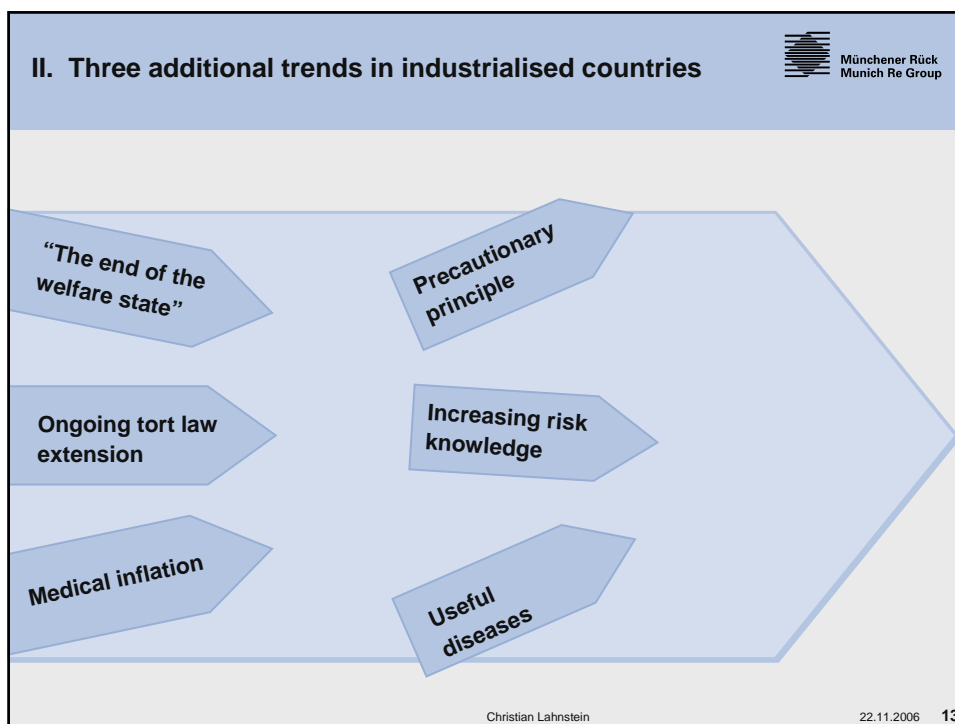 II. Three additional trends in industrialised countries
Münchener Rück
Munich Re Group
“The end of the
welfare state”
Ongoing tort law
extension
Medical inflation
Precautionary
principle
Increasing risk
knowledge
Useful
diseases
Christian Lahnstein
22.11.2006 13